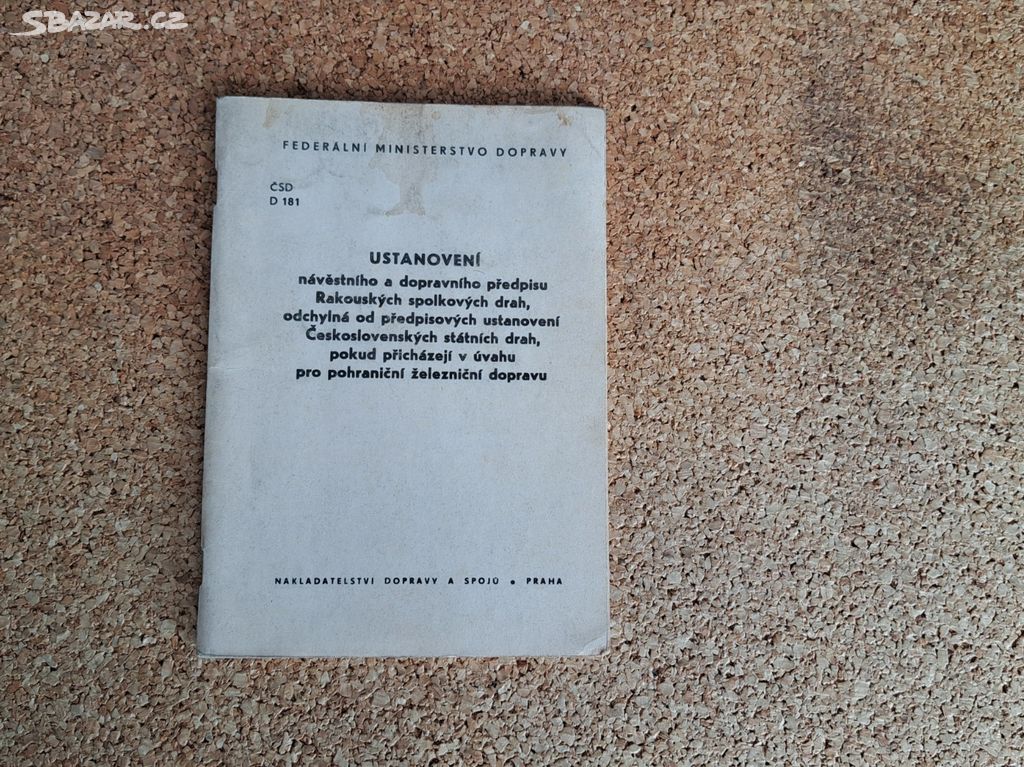 SBAZAR.CZ
FEDERÁLNÍ MINISTERSTVO DOPRAVY
ČSD
D 181
USTANOVENÍ
návěstního a dopravního předpisu
Rakouských spolkových drah,
odchylná od předpisových ustanovení
Československých státních drah,
pokud přicházejí v úvahu
pro pohraniční železniční dopravu
NAKLADATELSTVÍ DOPRAVY A SPOJŮ • PRAHA